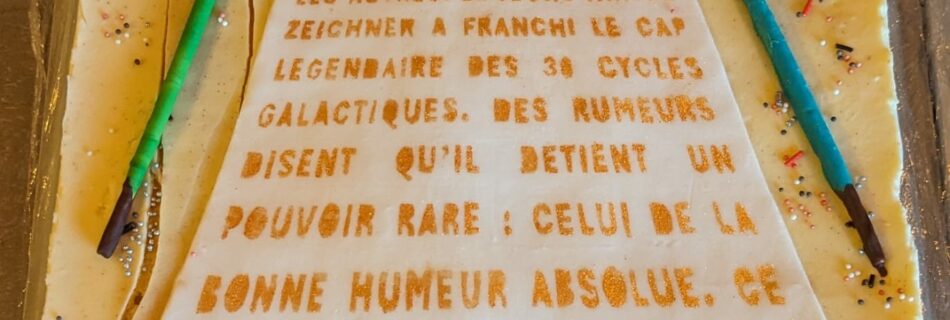 ZEICHNER A FRANCHI LE CAP
LEGENDAIRE DES 30 CYCLES
GALACTIQUES. DES RUMEURS
DISENT QU'IL DETIENT UN
POUVOIR RARE : CELUI DE LA
BONNE HUMEUR ABSOLUE. CE